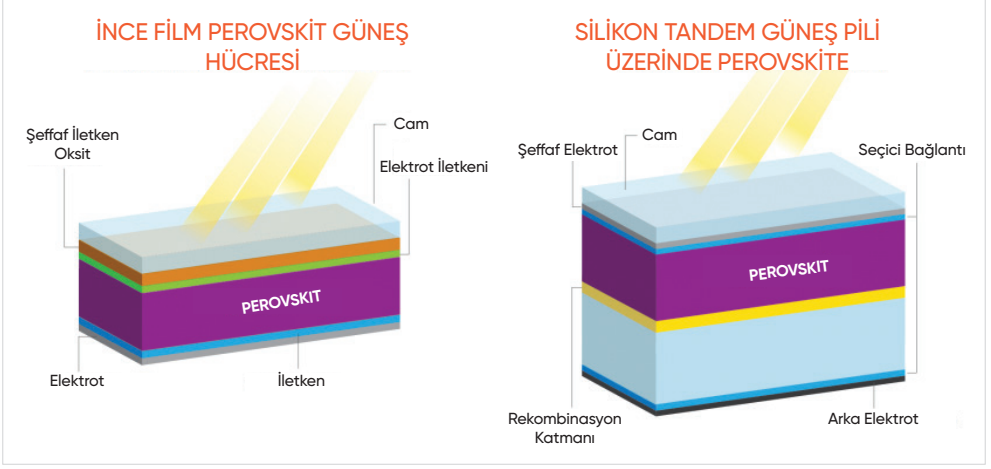 İNCE FİLM PEROVSKİT GÜNEŞ
HÜCRESİ
Şeffaf İletken
Oksit
Cam
Elektrot İletkeni
PEROVSKIT
Elektrot
İletken
SİLİKON TANDEM GÜNEŞ PİLİ
ÜZERİNDE PEROVSKİTE
Şeffaf Elektrot
Cam
Seçici Bağlantı
PEROVSKİT
Rekombinasyon
Katmanı
Arka Elektrot